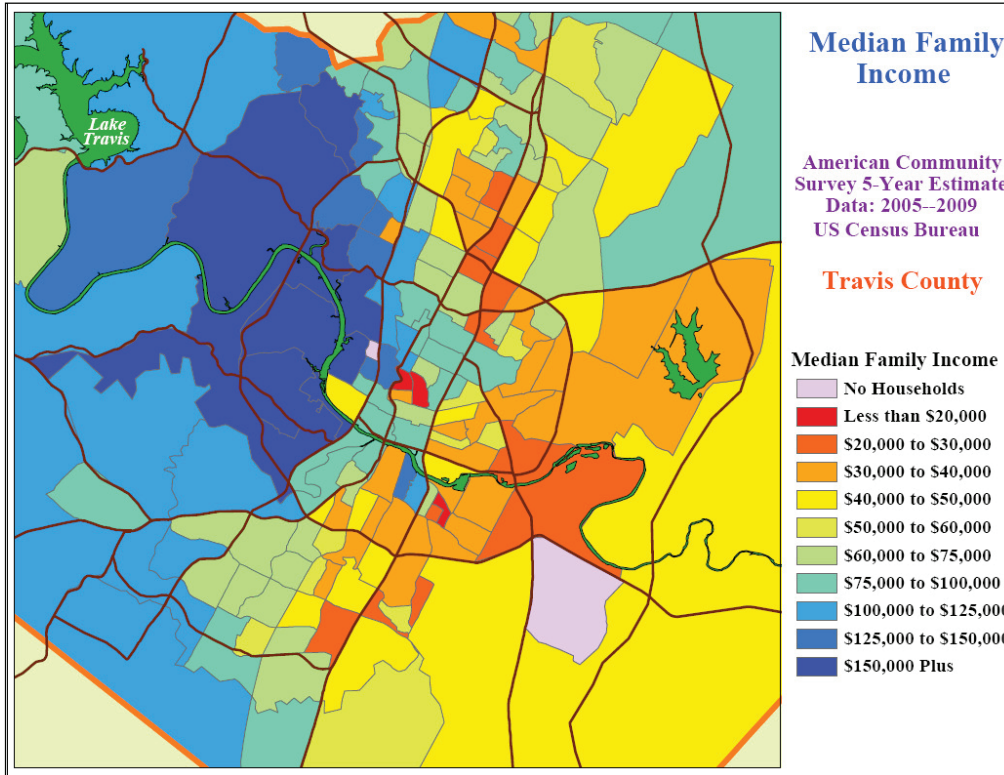 Median Family
Income
Lake
Travis
American Community
Survey 5-Year Estimate
Data: 2005--2009
US Census Bureau
Travis County
Median Family Income
No Households
Less than $20,000
$20,000 to $30,000
$30,000 to $40,000
$40,000 to $50,000
$50,000 to $60,000
$60,000 to $75,000
$75,000 to $100,000
$100,000 to $125,000
$125,000 to $150,000
$150,000 Plus